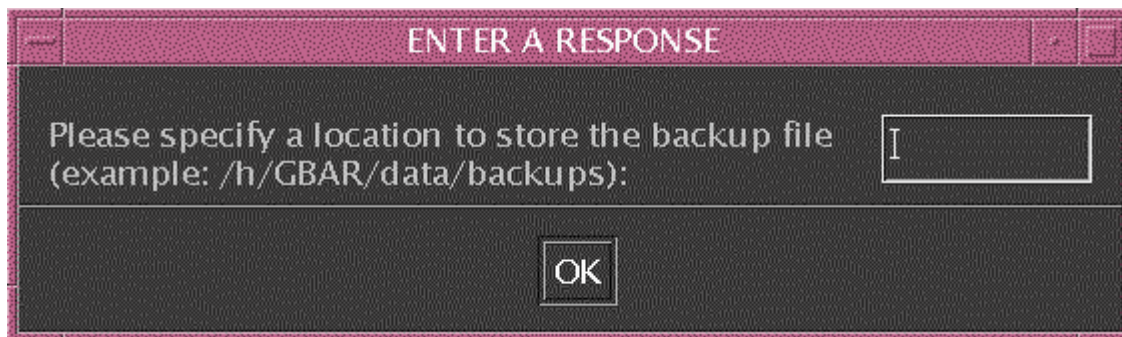 ENTER A RESPONSE
Please specify a location to store the backup file
(example: /h/GBAR/data/backups):
OK